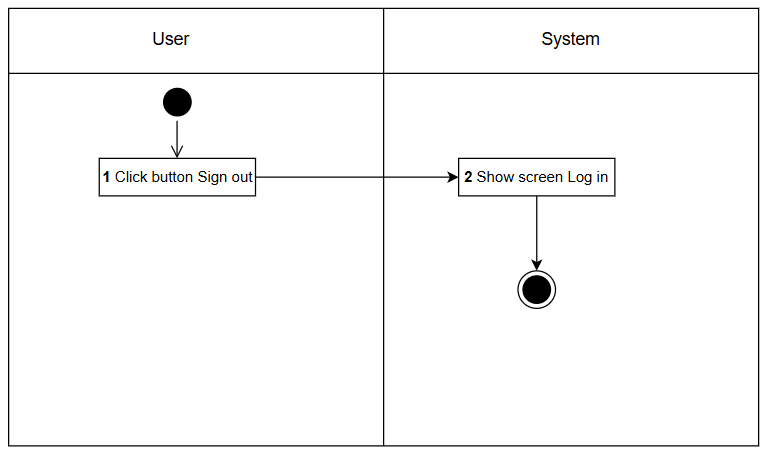 User
System
1 Click button Sign out
2 Show screen Log in